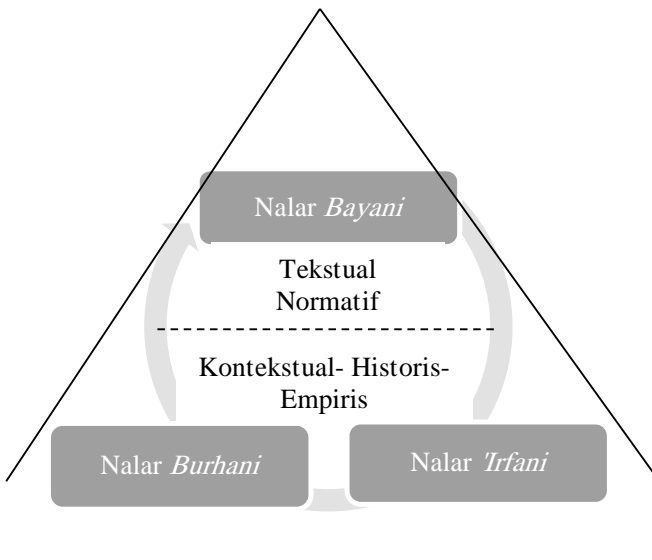 Nalar Bayani
Tekstual
Normatif
Kontekstual- Historis-
Empiris
Nalar Burhani
Nalar 'Irfani